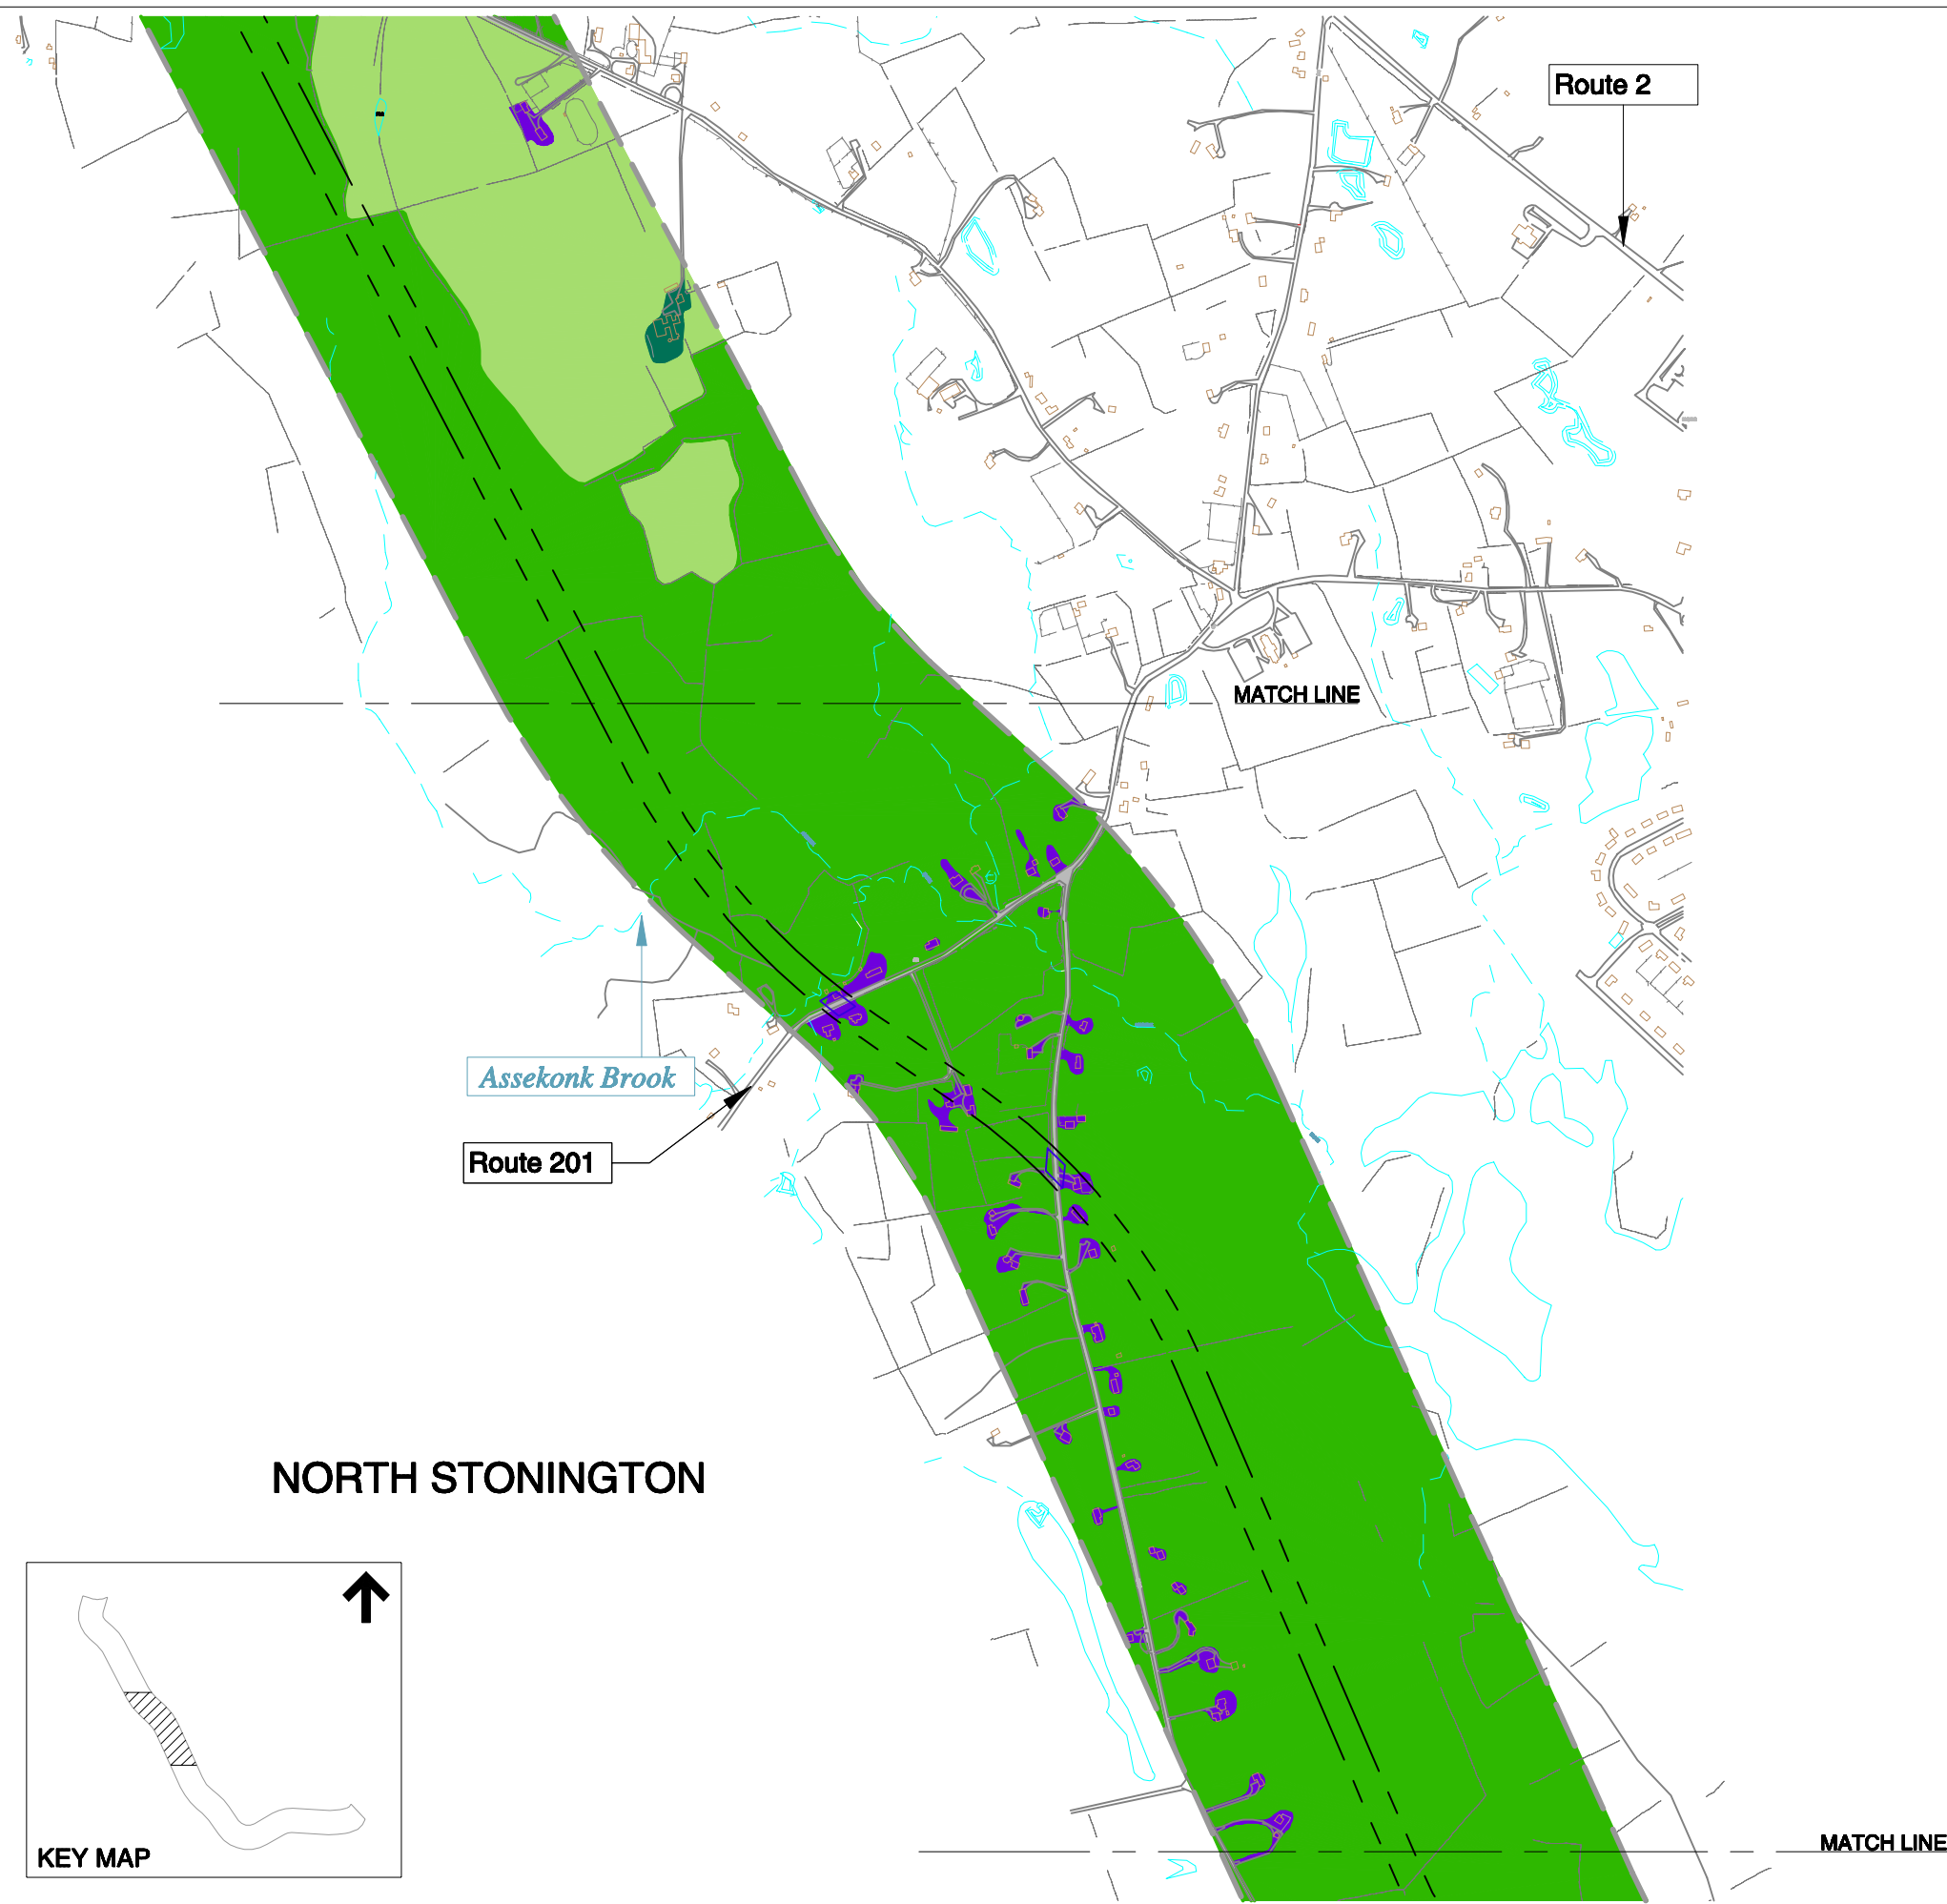 Route 2
MATCH LINE
Assekonk Brook
Route 201
NORTH STONINGTON
KEY MAP
MATCH LINE